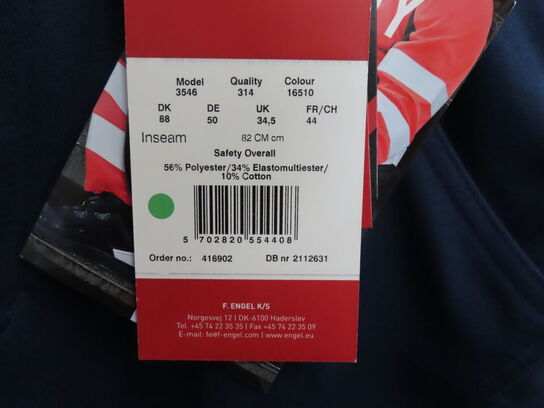 Y
Model Quality Colour
3546 314 16510
DK DE UK FR/CH
88 50 34,5 44
Inseam 82 CM cm
Safety Overall
56% Polyester/34% Elastomultiester/
10% Cotton
5 702820 554408
Order no.: 416902 DB nr 2112631
F. ENGEL K/S
Norgesvej 12 | DK-6100 Haderslev
Tel. +45 74 22 35 35 | Fax +45 74 22 35 09
E-mail: fe@f-engel.com | www.engel.eu